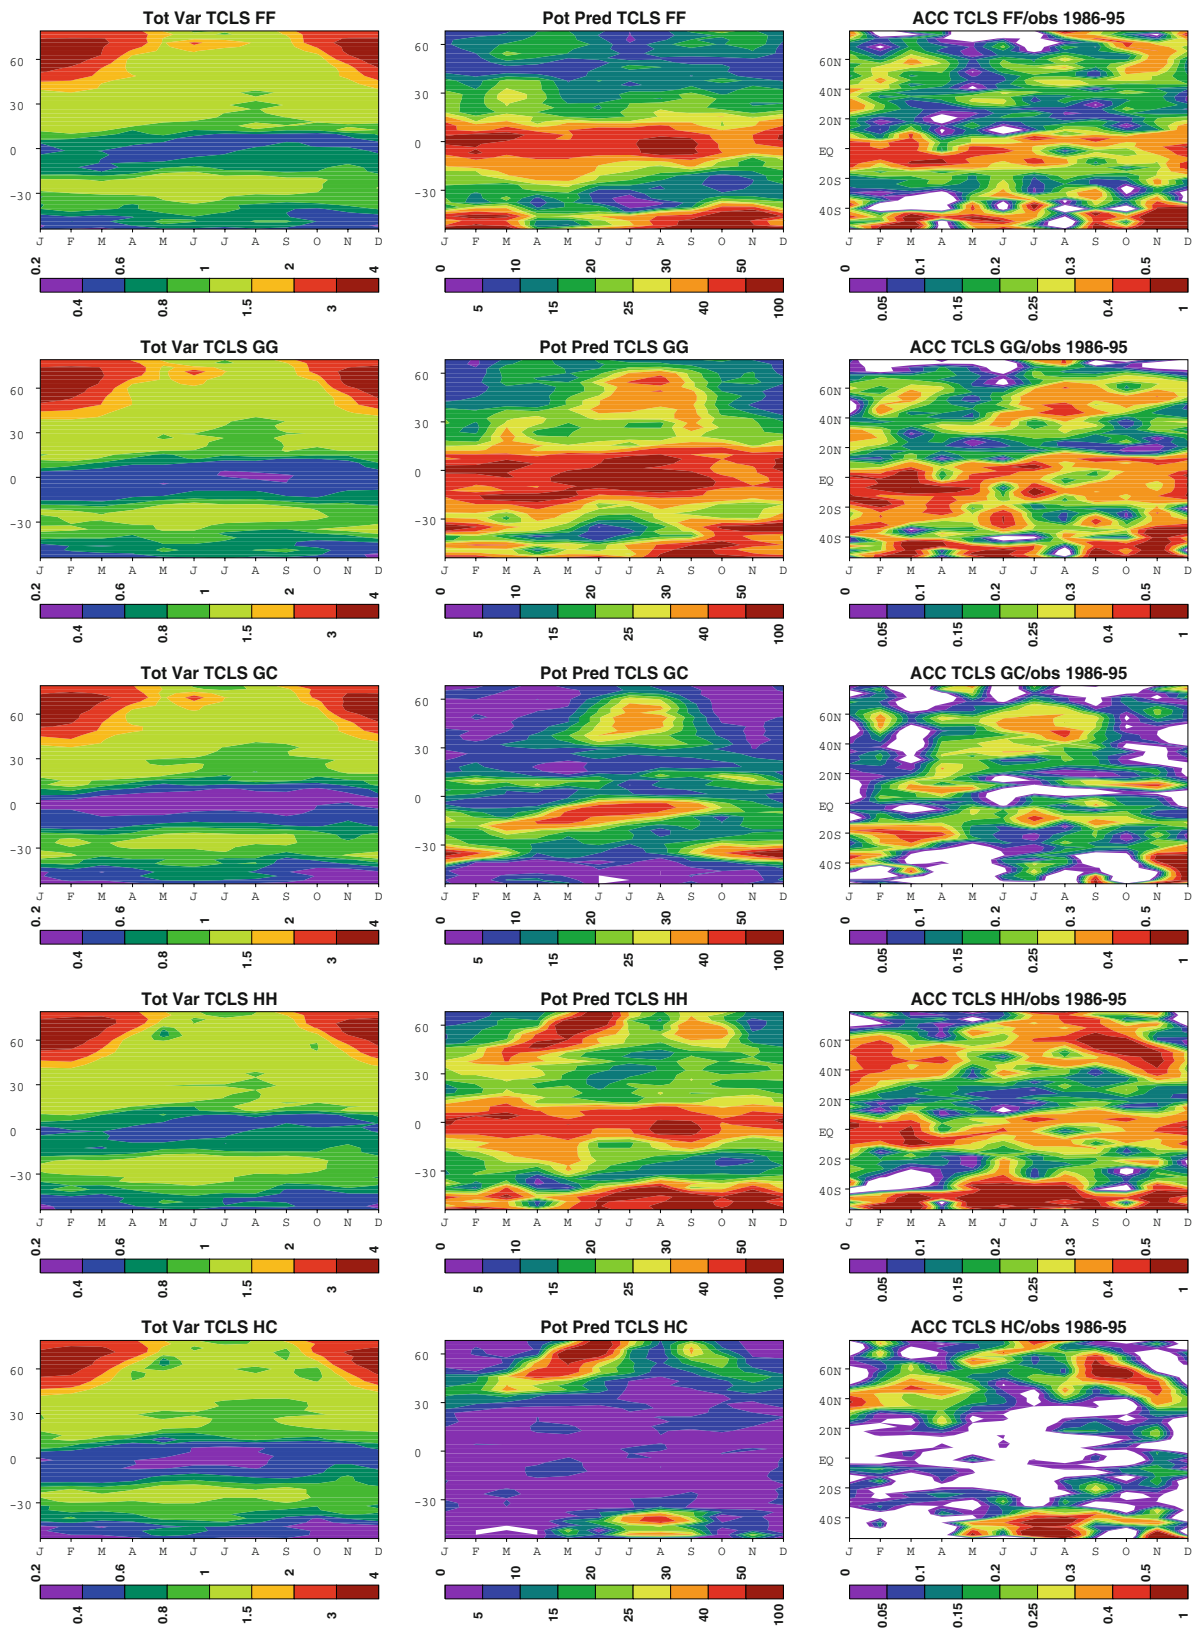 Tot Var TCLS FF
Pot Pred TCLS FF
ACC TCLS FF/obs 1986-95
60
30
0
−30
J F M A M J J A S O N D
0.2 0.6 1 2 4
0.4 0.8 1.5 3
60
30
0
−30
J F M A M J J A S O N D
0 10 20 30 50
5 15 25 40 100
60N
40N
20N
EQ
20S
40S
J F M A M J J A S O N D
0 0.1 0.2 0.3 0.5
0.05 0.15 0.25 0.4 1
Tot Var TCLS GG
Pot Pred TCLS GG
ACC TCLS GG/obs 1986-95
60
30
0
−30
J F M A M J J A S O N D
0.2 0.6 1 2 4
0.4 0.8 1.5 3
60
30
0
−30
J F M A M J J A S O N D
0 10 20 30 50
5 15 25 40 100
60N
40N
20N
EQ
20S
40S
J F M A M J J A S O N D
0 0.1 0.2 0.3 0.5
0.05 0.15 0.25 0.4 1
Tot Var TCLS GC
Pot Pred TCLS GC
ACC TCLS GC/obs 1986-95
60
30
0
−30
J F M A M J J A S O N D
0.2 0.6 1 2 4
0.4 0.8 1.5 3
60
30
0
−30
J F M A M J J A S O N D
0 10 20 30 50
5 15 25 40 100
60N
40N
20N
EQ
20S
40S
J F M A M J J A S O N D
0 0.1 0.2 0.3 0.5
0.05 0.15 0.25 0.4 1
Tot Var TCLS HH
Pot Pred TCLS HH
ACC TCLS HH/obs 1986-95
60
30
0
−30
J F M A M J J A S O N D
0.2 0.6 1 2 4
0.4 0.8 1.5 3
60
30
0
−30
J F M A M J J A S O N D
0 10 20 30 50
5 15 25 40 100
60N
40N
20N
EQ
20S
40S
J F M A M J J A S O N D
0 0.1 0.2 0.3 0.5
0.05 0.15 0.25 0.4 1
Tot Var TCLS HC
Pot Pred TCLS HC
ACC TCLS HC/obs 1986-95
60
30
0
−30
J F M A M J J A S O N D
0.2 0.6 1 2 4
0.4 0.8 1.5 3
60
30
0
−30
J F M A M J J A S O N D
0 10 20 30 50
5 15 25 40 100
60N
40N
20N
EQ
20S
40S
J F M A M J J A S O N D
0 0.1 0.2 0.3 0.5
0.05 0.15 0.25 0.4 1